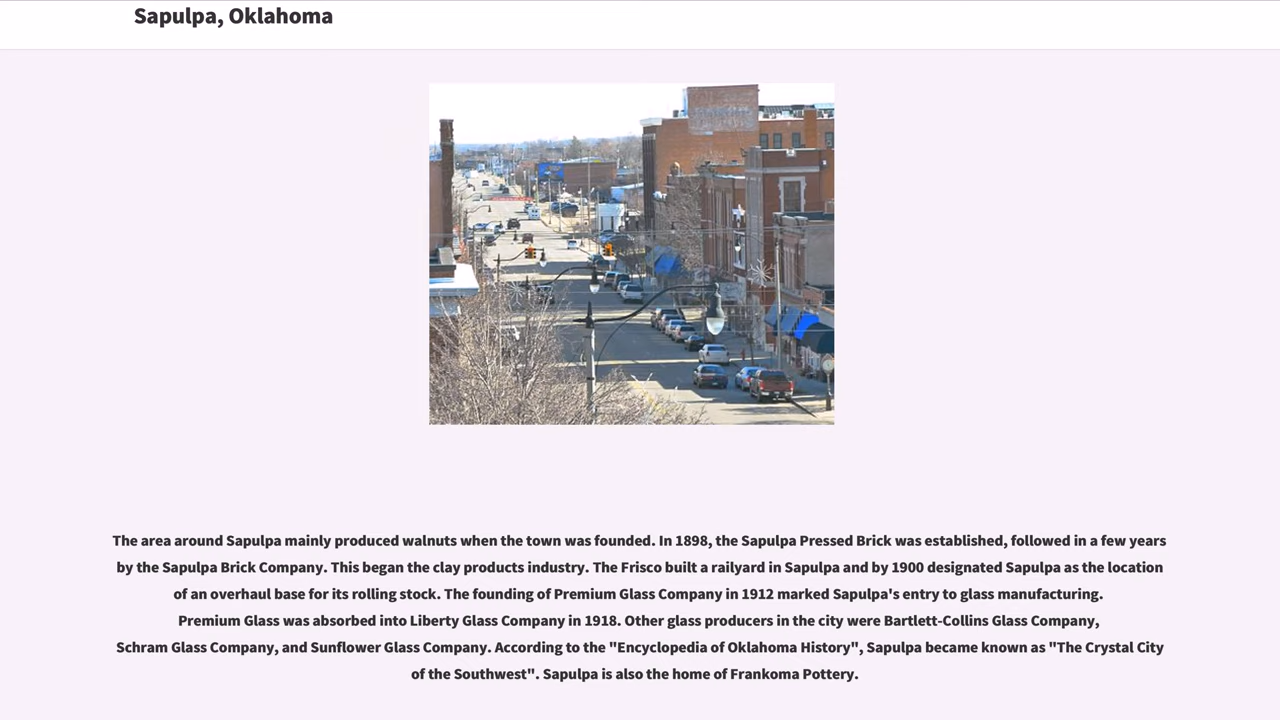 Sapulpa, Oklahoma
The area around Sapulpa mainly produced walnuts when the town was founded. In 1898, the Sapulpa Pressed Brick was established, followed in a few years
by the Sapulpa Brick Company. This began the clay products industry. The Frisco built a railyard in Sapulpa and by 1900 designated Sapulpa as the location
of an overhaul base for its rolling stock. The founding of Premium Glass Company in 1912 marked Sapulpa's entry to glass manufacturing.
Premium Glass was absorbed into Liberty Glass Company in 1918. Other glass producers in the city were Bartlett-Collins Glass Company,
Schram Glass Company, and Sunflower Glass Company. According to the "Encyclopedia of Oklahoma History", Sapulpa became known as "The Crystal City
of the Southwest". Sapulpa is also the home of Frankoma Pottery.